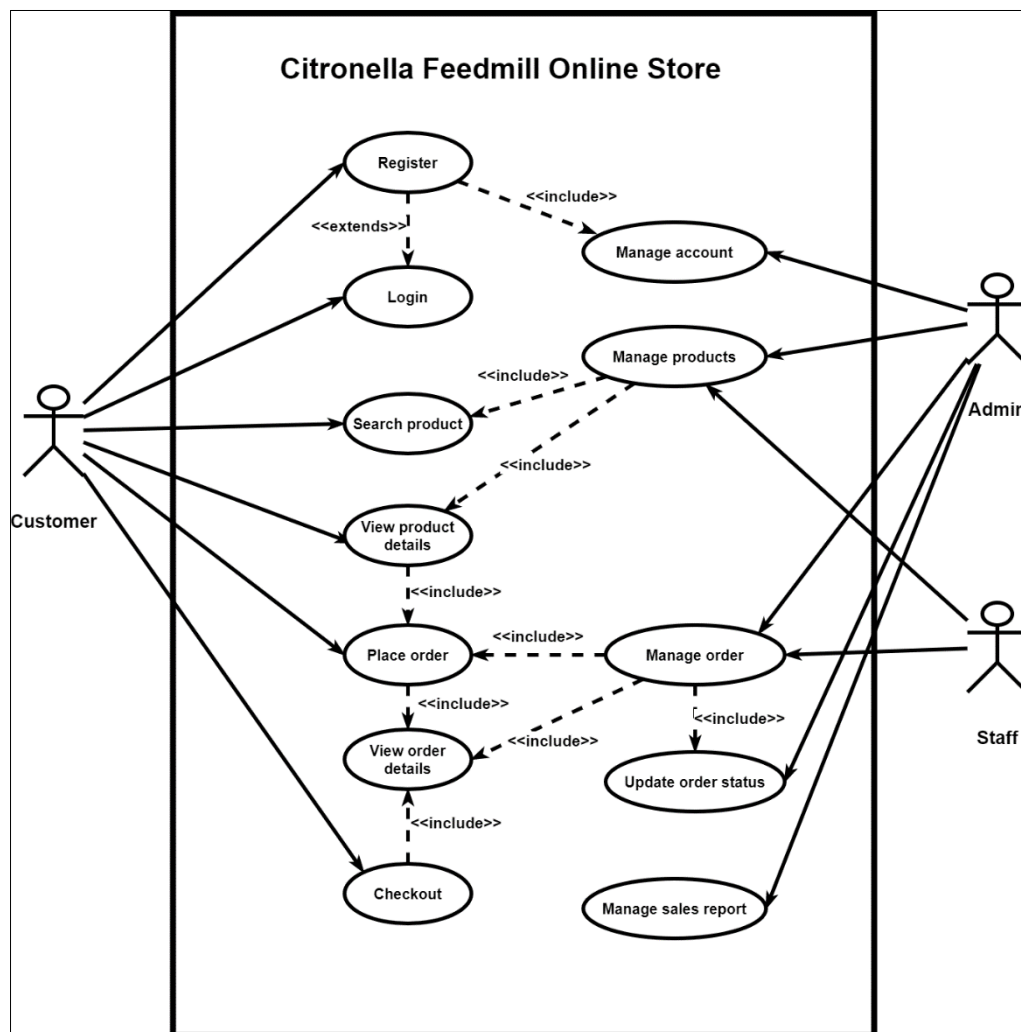 Citronella Feedmill Online Store
Register
<<include>>
<<extends>>
Manage account
Login
Manage products
<<include>>
Search product
Admin
<<include>>
Customer
View product
details
<<include>>
<<include>>
Place order
Manage order
<<include>>
<<include>>
<<include>>
Staff
View order
details
Update order status
<<include>>
Checkout
Manage sales report